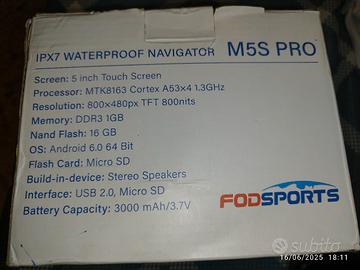 IPX7 WATERPROOF NAVIGATOR M5S PRO
Screen: 5 inch Touch Screen
Processor: MTK8163 Cortex A53×4 1.3GHz
Resolution: 800×480px TFT 800nits
Memory: DDR3 1GB
Nand Flash: 16 GB
OS: Android 6.0 64 Bit
Flash Card: Micro SD
Build-in-device: Stereo Speakers
Interface: USB 2.0, Micro SD
Battery Capacity: 3000 mAh/3.7V
FODSPORTS
subito
16/06/2025 18:11